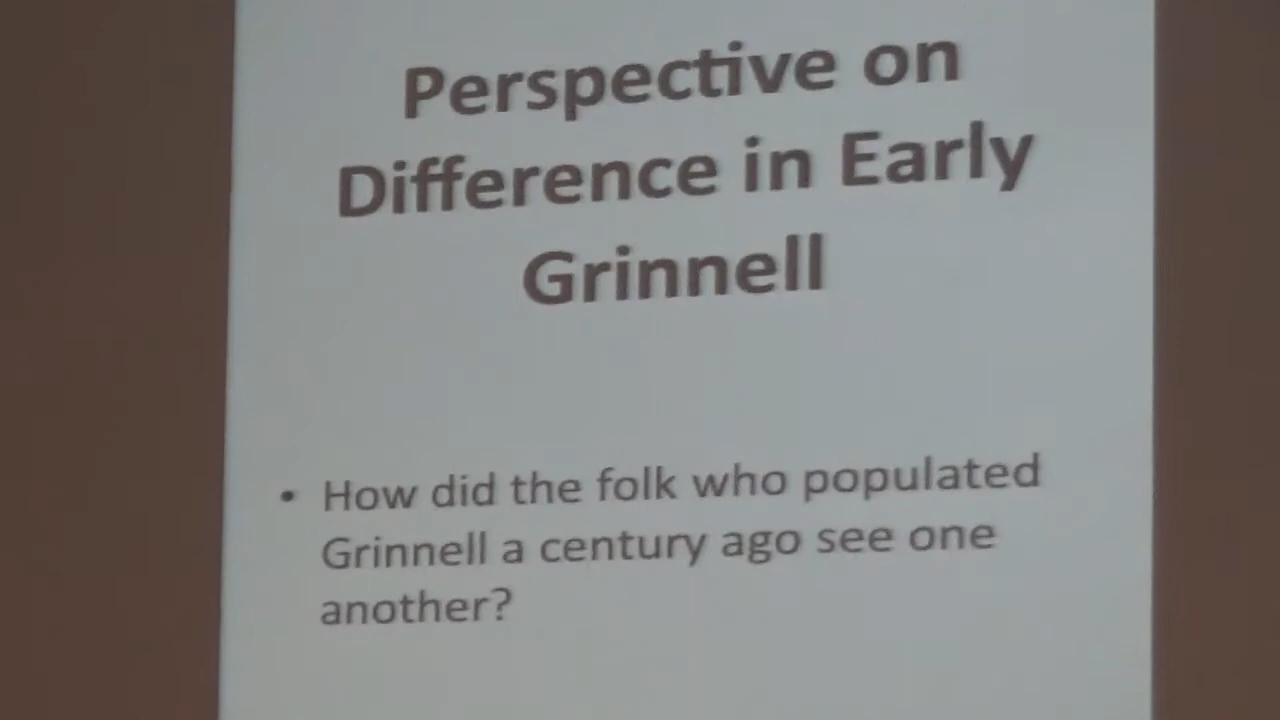 Perspective on
Difference in Early
Grinnell
• How did the folk who populated
Grinnell a century ago see one
another?